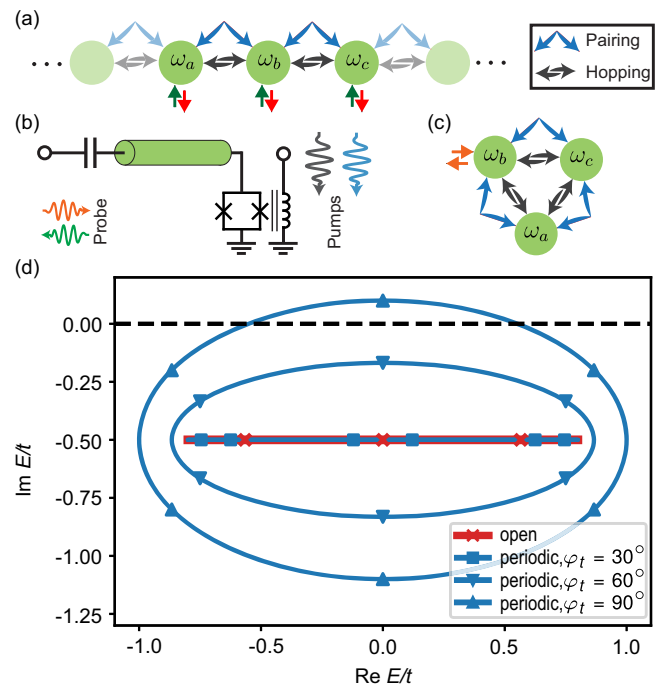 (a)
ωa ωb ωc
Pairing
Hopping
(b)
Probe
Pumps
(c)
ωb ωc
ωa
(d)
0.00
-0.25
-0.50
-0.75
-1.00
-1.25
Im E/t
open
periodic,φt = 30°
periodic,φt = 60°
periodic,φt = 90°
-1.0 -0.5 0.0 0.5 1.0
Re E/t